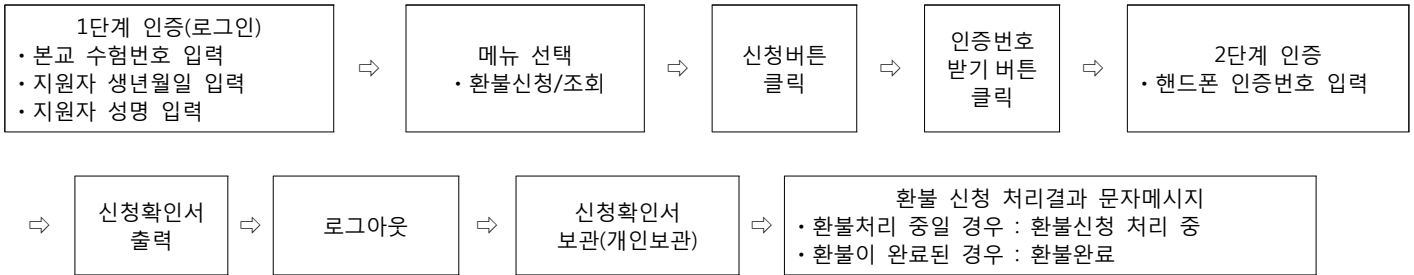 1단계 인증(로그인)
・본교 수험번호 입력
・지원자 생년월일 입력
・지원자 성명 입력
⇨
메뉴 선택
・환불신청/조회
⇨
신청버튼
클릭
⇨
인증번호
받기 버튼
클릭
⇨
2단계 인증
・핸드폰 인증번호 입력
⇨
신청확인서
출력
⇨
로그아웃
⇨
신청확인서
보관(개인보관)
⇨
환불 신청 처리결과 문자메시지
・환불처리 중일 경우 : 환불신청 처리 중
・환불이 완료된 경우 : 환불완료